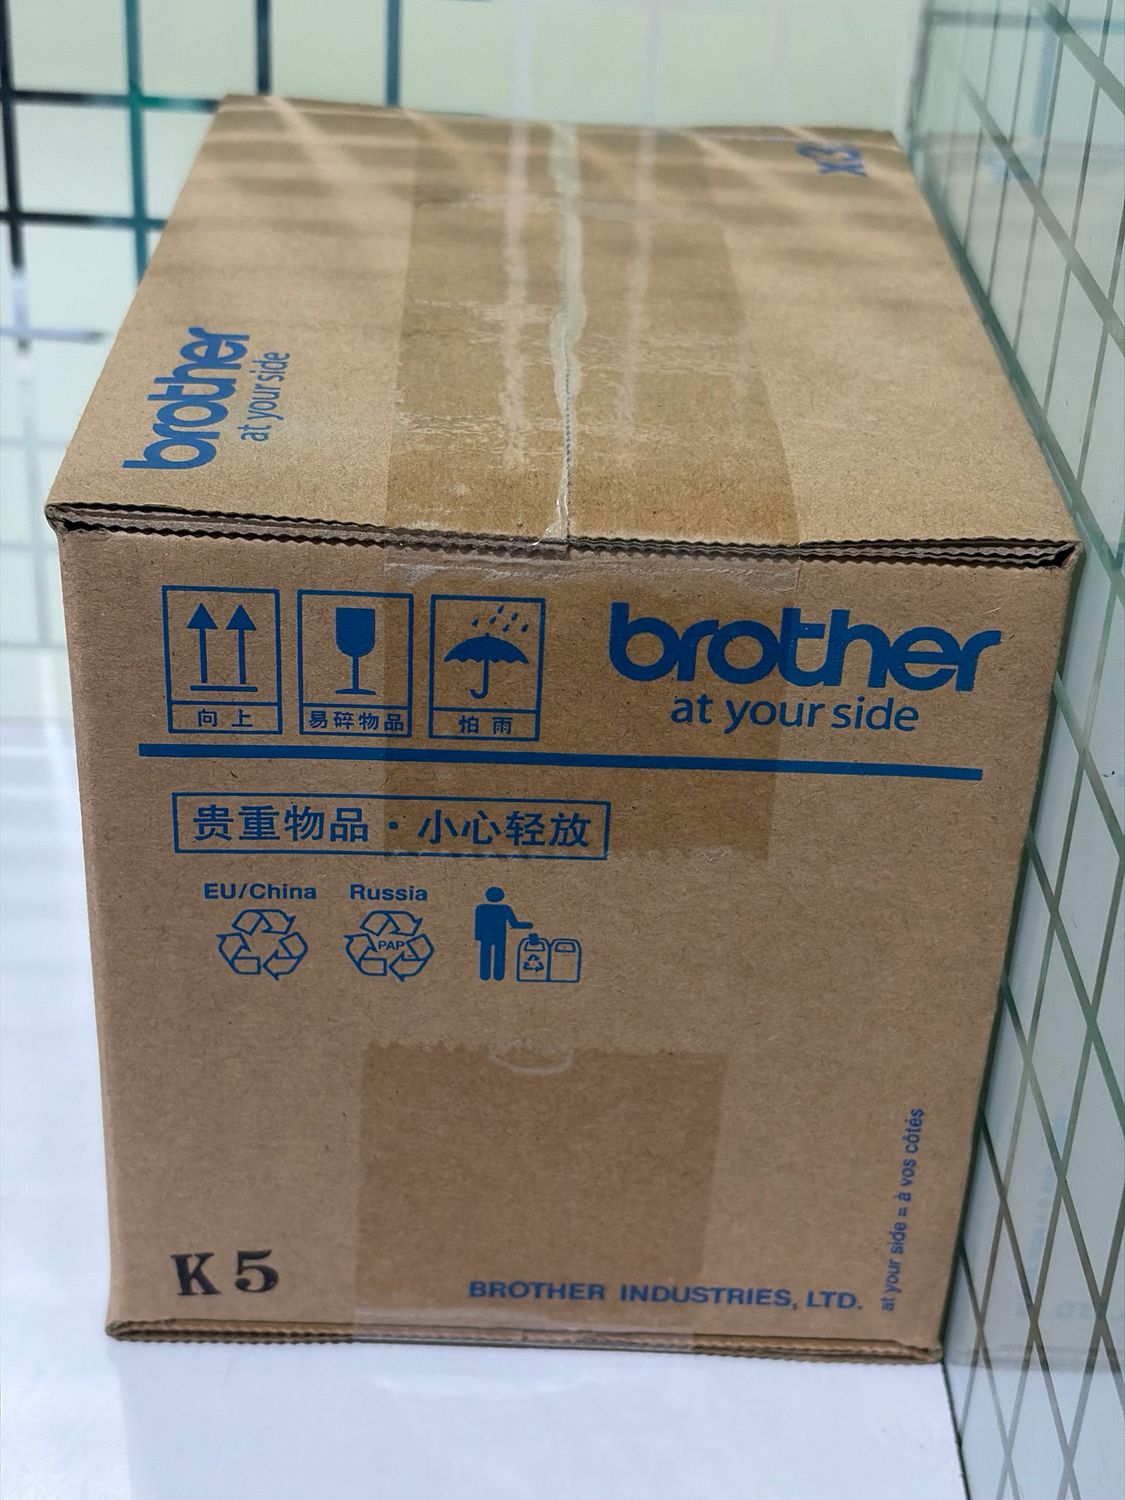 x3
brother
at your side
brother
at your side
向上
易碎物品
怕雨
贵重物品·小心轻放
EU/China
Russia
PAP
at your side = à vos côtés
K5
BROTHER INDUSTRIES, LTD.